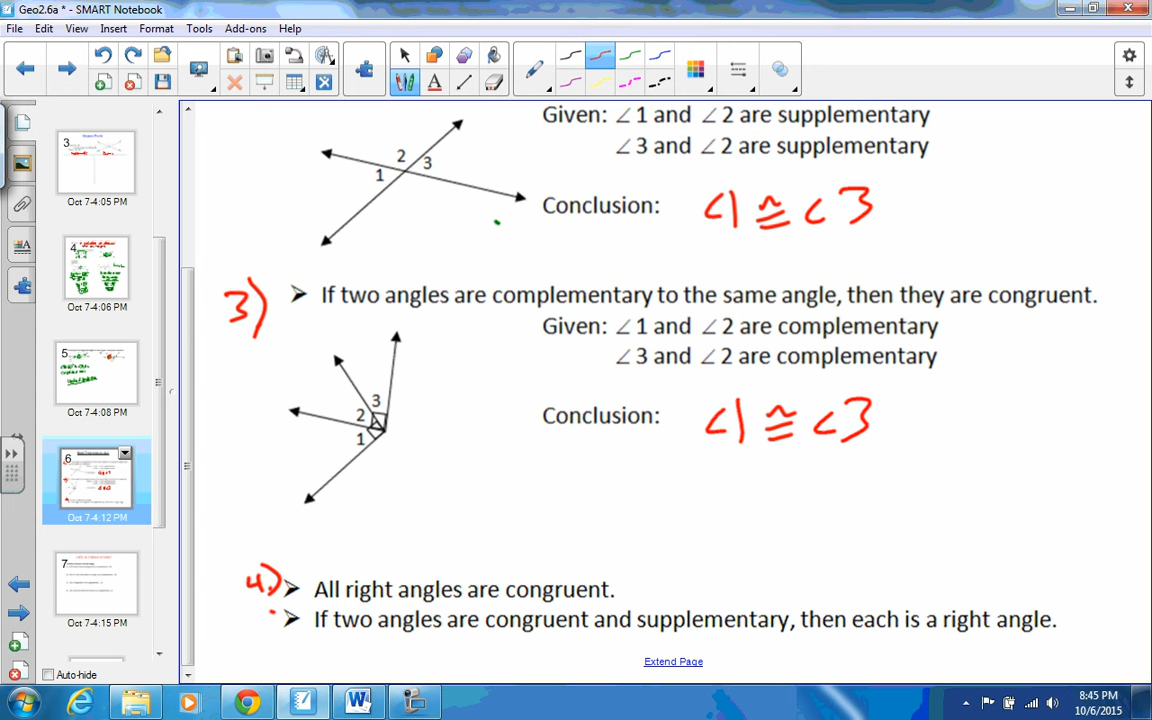 Geo2.6a * - SMART Notebook
File Edit View Insert Format Tools Add-ons Help
3
Oct 7-4:05 PM
4
Oct 7-4:06 PM
5
Oct 7-4:08 PM
6
Oct 7-4:12 PM
7
Oct 7-4:15 PM
Auto-hide
Given: ∠1 and ∠2 are supplementary
∠3 and ∠2 are supplementary
2
3
1
Conclusion: ∠1 ≅ ∠3
3) ➢ If two angles are complementary to the same angle, then they are congruent.
Given: ∠1 and ∠2 are complementary
∠3 and ∠2 are complementary
3
2
1
Conclusion: ∠1 ≅ ∠3
4.) ➢ All right angles are congruent.
➢ If two angles are congruent and supplementary, then each is a right angle.
Extend Page
8:45 PM
10/6/2015